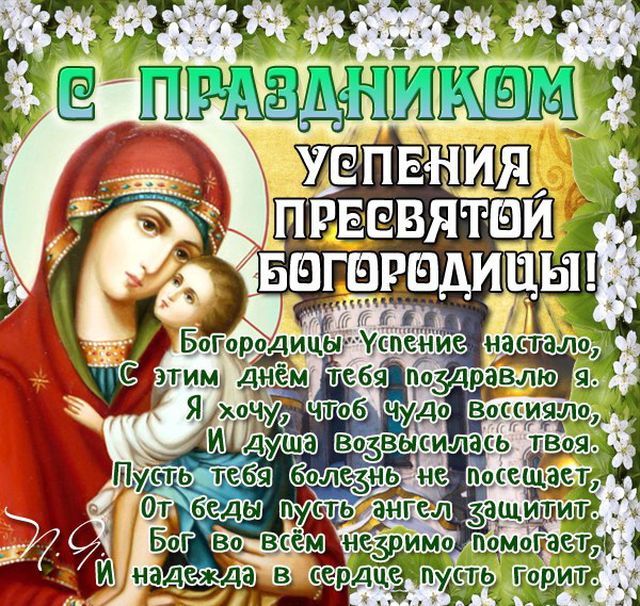 С ПРАЗДНИКОМ
УСПЕНИЯ
ПРЕСВЯТОЙ
БОГОРОДИЦЫ!
Богородицы Успение настало,
С этим днём тебя поздравлю я.
Я хочу, чтоб чудо воссияло,
И душа возвысилась твоя.
Пусть тебя болезнь не посещает,
От беды пусть ангел защитит.
Бог во всём незримо помогает,
И надежда в сердце пусть горит.
П. Я.